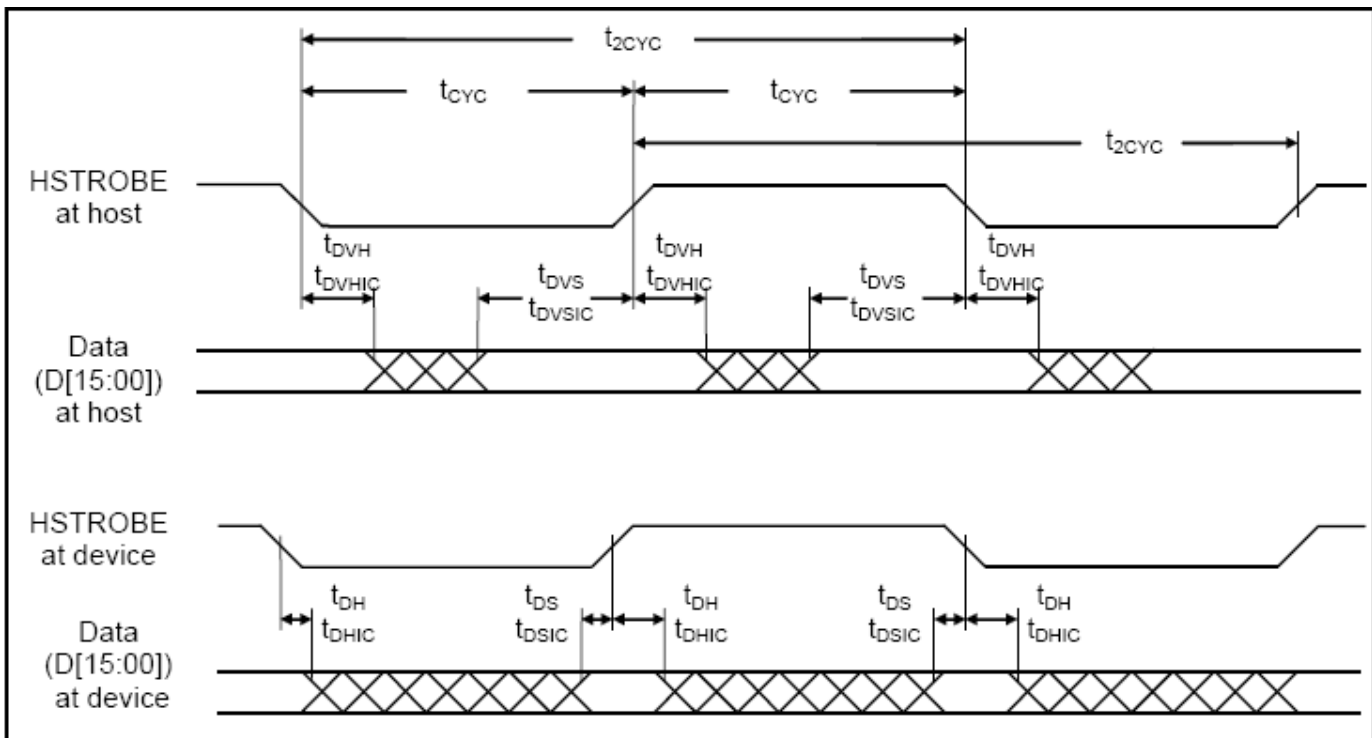 t2CYC
tCYC tCYC
t2CYC
HSTROBE
at host
tDVH tDVH tDVH
tDVHIC tDVS tDVHIC tDVS tDVHIC
tDVSIC tDVSIC
Data
(D[15:00])
at host
HSTROBE
at device
tDH tDS tDH tDS tDH
tDHIC tDSIC tDHIC tDSIC tDHIC
Data
(D[15:00])
at device